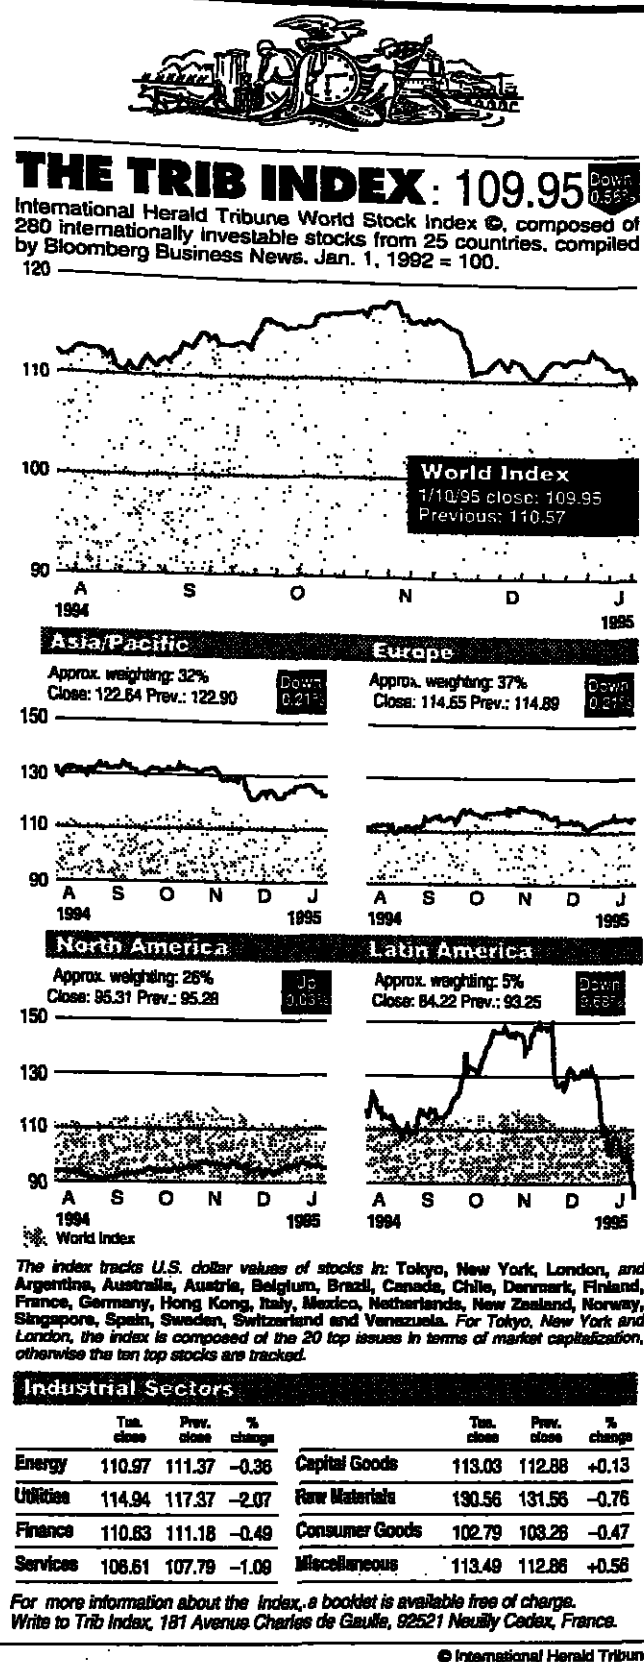 THE TRIB INDEX: 109.95 Down 0.56%
International Herald Tribune World Stock Index ©, composed of
280 internationally investable stocks from 25 countries, compiled
by Bloomberg Business News. Jan. 1, 1992 = 100.
120
110
100
90
World Index
1/10/95 close: 109.95
Previous: 110.57
A S O N D J
1994 1995
Asia/Pacific
Approx. weighting: 32%
Close: 122.64 Prev.: 122.90
Down
0.21%
150
130
110
90
A S O N D J
1994 1995
Europe
Approx. weighting: 37%
Close: 114.65 Prev.: 114.89
Down
0.21%
A S O N D J
1994 1995
North America
Approx. weighting: 26%
Close: 95.31 Prev.: 95.28
Up
0.03%
150
130
110
90
A S O N D J
1994 1995
World Index
Latin America
Approx. weighting: 5%
Close: 84.22 Prev.: 93.25
Down
A S O N D J
1994 1995
The index tracks U.S. dollar values of stocks in: Tokyo, New York, London, and
Argentina, Australia, Austria, Belgium, Brazil, Canada, Chile, Denmark, Finland,
France, Germany, Hong Kong, Italy, Mexico, Netherlands, New Zealand, Norway,
Singapore, Spain, Sweden, Switzerland and Venezuela. For Tokyo, New York and
London, the index is composed of the 20 top issues in terms of market capitalization,
otherwise the ten top stocks are tracked.
Industrial Sectors
Tue. close Prev. close % change
Energy 110.97 111.37 –0.36
Utilities 114.94 117.37 –2.07
Finance 110.63 111.18 –0.49
Services 106.61 107.79 –1.09
Tue. close Prev. close % change
Capital Goods 113.03 112.88 +0.13
Raw Materials 130.56 131.56 –0.76
Consumer Goods 102.79 103.28 –0.47
Miscellaneous 113.49 112.86 +0.56
For more information about the Index, a booklet is available free of charge.
Write to Trib Index, 181 Avenue Charles de Gaulle, 92521 Neuilly Cedex, France.
© International Herald Tribun